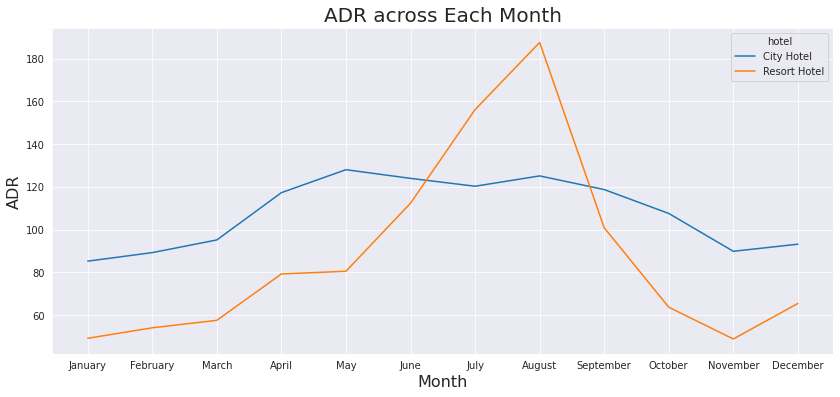 ADR across Each Month
hotel
City Hotel
Resort Hotel
180
160
140
120
100
80
60
ADR
January February March April May June July August September October November December
Month